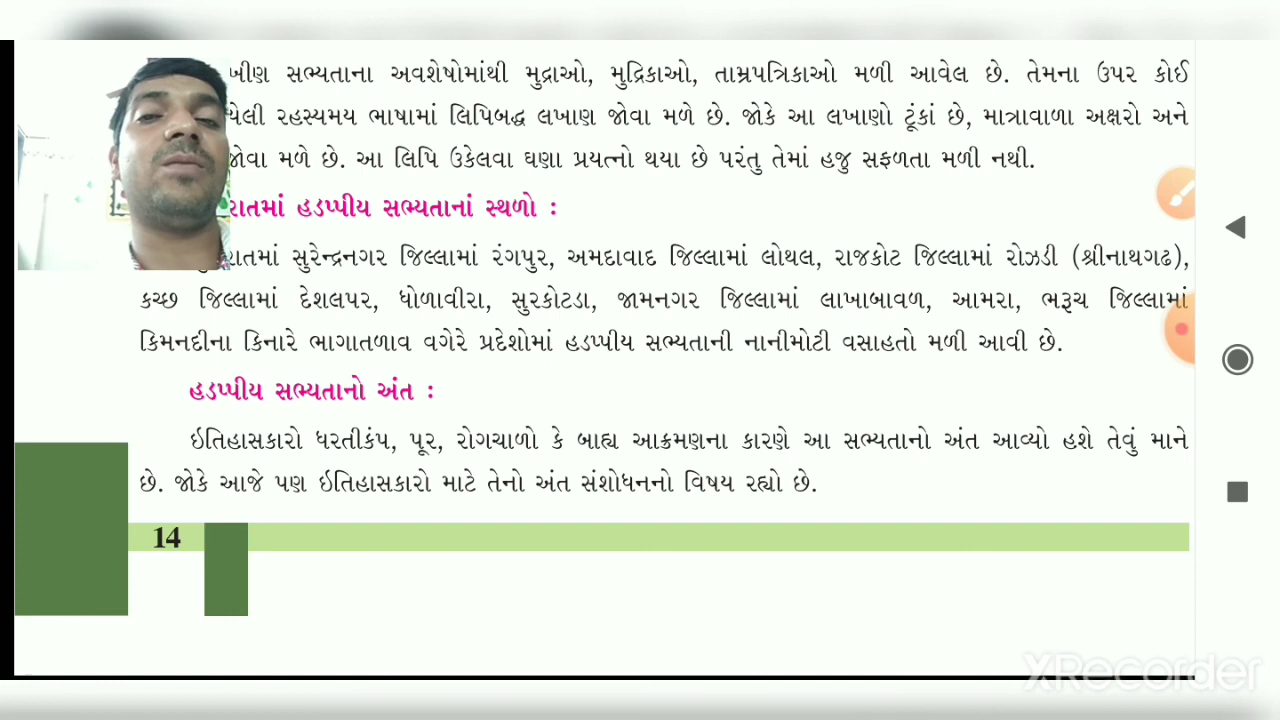 સભ્યતાના અવશેષોમાંથી મુદ્રાઓ, મુદ્રિકાઓ, તામ્રપત્રિકાઓ મળી આવેલ છે. તેમના ઉપર કોઈ
રહસ્યમય ભાષામાં લિપિબદ્ધ લખાણ જોવા મળે છે. જોકે આ લખાણો ટૂંકાં છે, માત્રાવાળા અક્ષરો અને
જોવા મળે છે. આ લિપિ ઉકેલવા ઘણા પ્રયત્નો થયા છે પરંતુ તેમાં હજુ સફળતા મળી નથી.
રાતમાં હડપ્પીય સભ્યતાનાં સ્થળો :
રાતમાં સુરેન્દ્રનગર જિલ્લામાં રંગપુર, અમદાવાદ જિલ્લામાં લોથલ, રાજકોટ જિલ્લામાં રોઝડી (શ્રીનાથગઢ),
કચ્છ જિલ્લામાં દેશલપર, ધોળાવીરા, સુરકોટડા, જામનગર જિલ્લામાં લાખાબાવળ, આમરા, ભરૂચ જિલ્લામાં
કિમનદીના કિનારે ભાગાતળાવ વગેરે પ્રદેશોમાં હડપ્પીય સભ્યતાની નાનીમોટી વસાહતો મળી આવી છે.
હડપ્પીય સભ્યતાનો અંત :
ઇતિહાસકારો ધરતીકંપ, પૂર, રોગચાળો કે બાહ્ય આક્રમણના કારણે આ સભ્યતાનો અંત આવ્યો હશે તેવું માને
છે. જોકે આજે પણ ઇતિહાસકારો માટે તેનો અંત સંશોધનનો વિષય રહ્યો છે.
14
XRecorder